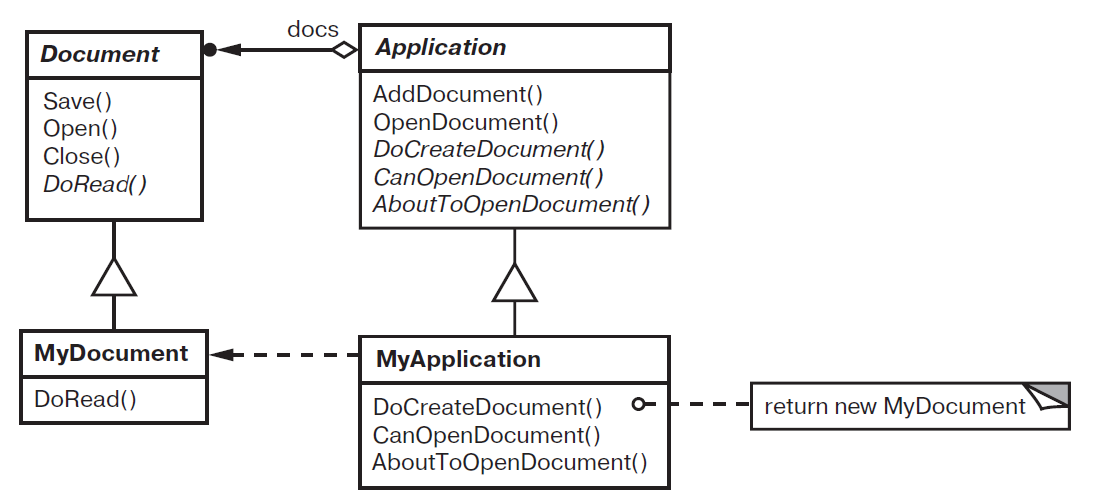 docs
Document
Save()
Open()
Close()
DoRead()
Application
AddDocument()
OpenDocument()
DoCreateDocument()
CanOpenDocument()
AboutToOpenDocument()
MyDocument
DoRead()
MyApplication
DoCreateDocument()
CanOpenDocument()
AboutToOpenDocument()
return new MyDocument